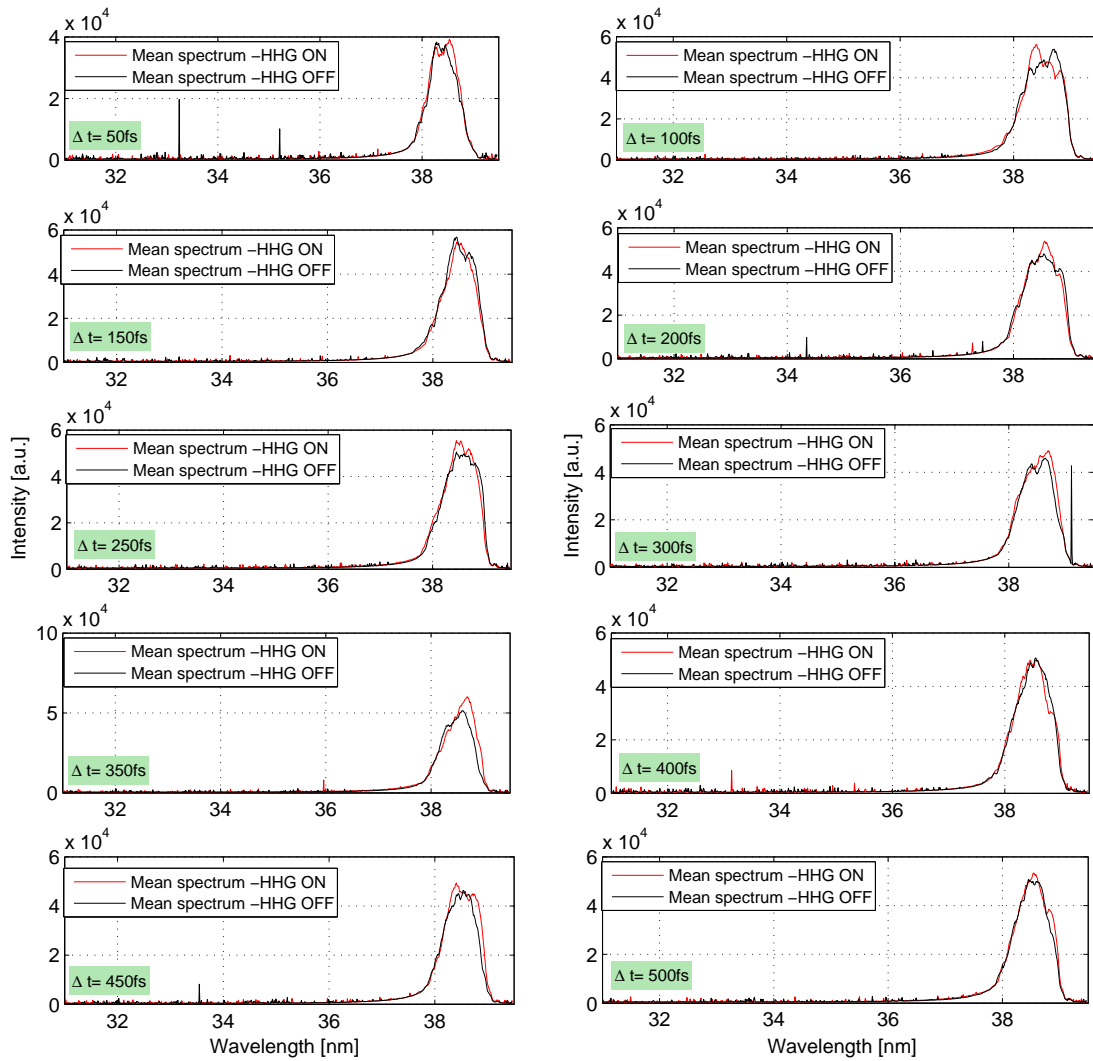 x 10^4
4
2
0
Mean spectrum −HHG ON
Mean spectrum −HHG OFF
Δ t= 50fs
32 34 36 38
x 10^4
6
4
2
0
Mean spectrum −HHG ON
Mean spectrum −HHG OFF
Δ t= 100fs
32 34 36 38
x 10^4
6
4
2
0
Mean spectrum −HHG ON
Mean spectrum −HHG OFF
Δ t= 150fs
32 34 36 38
x 10^4
6
4
2
0
Mean spectrum −HHG ON
Mean spectrum −HHG OFF
Δ t= 200fs
32 34 36 38
Intensity [a.u.]
x 10^4
6
4
2
0
Mean spectrum −HHG ON
Mean spectrum −HHG OFF
Δ t= 250fs
32 34 36 38
Intensity [a.u.]
x 10^4
6
4
2
0
Mean spectrum −HHG ON
Mean spectrum −HHG OFF
Δ t= 300fs
32 34 36 38
x 10^4
10
5
0
Mean spectrum −HHG ON
Mean spectrum −HHG OFF
Δ t= 350fs
32 34 36 38
x 10^4
6
4
2
0
Mean spectrum −HHG ON
Mean spectrum −HHG OFF
Δ t= 400fs
32 34 36 38
x 10^4
6
4
2
0
Mean spectrum −HHG ON
Mean spectrum −HHG OFF
Δ t= 450fs
32 34 36 38
Wavelength [nm]
x 10^4
6
4
2
0
Mean spectrum −HHG ON
Mean spectrum −HHG OFF
Δ t= 500fs
32 34 36 38
Wavelength [nm]